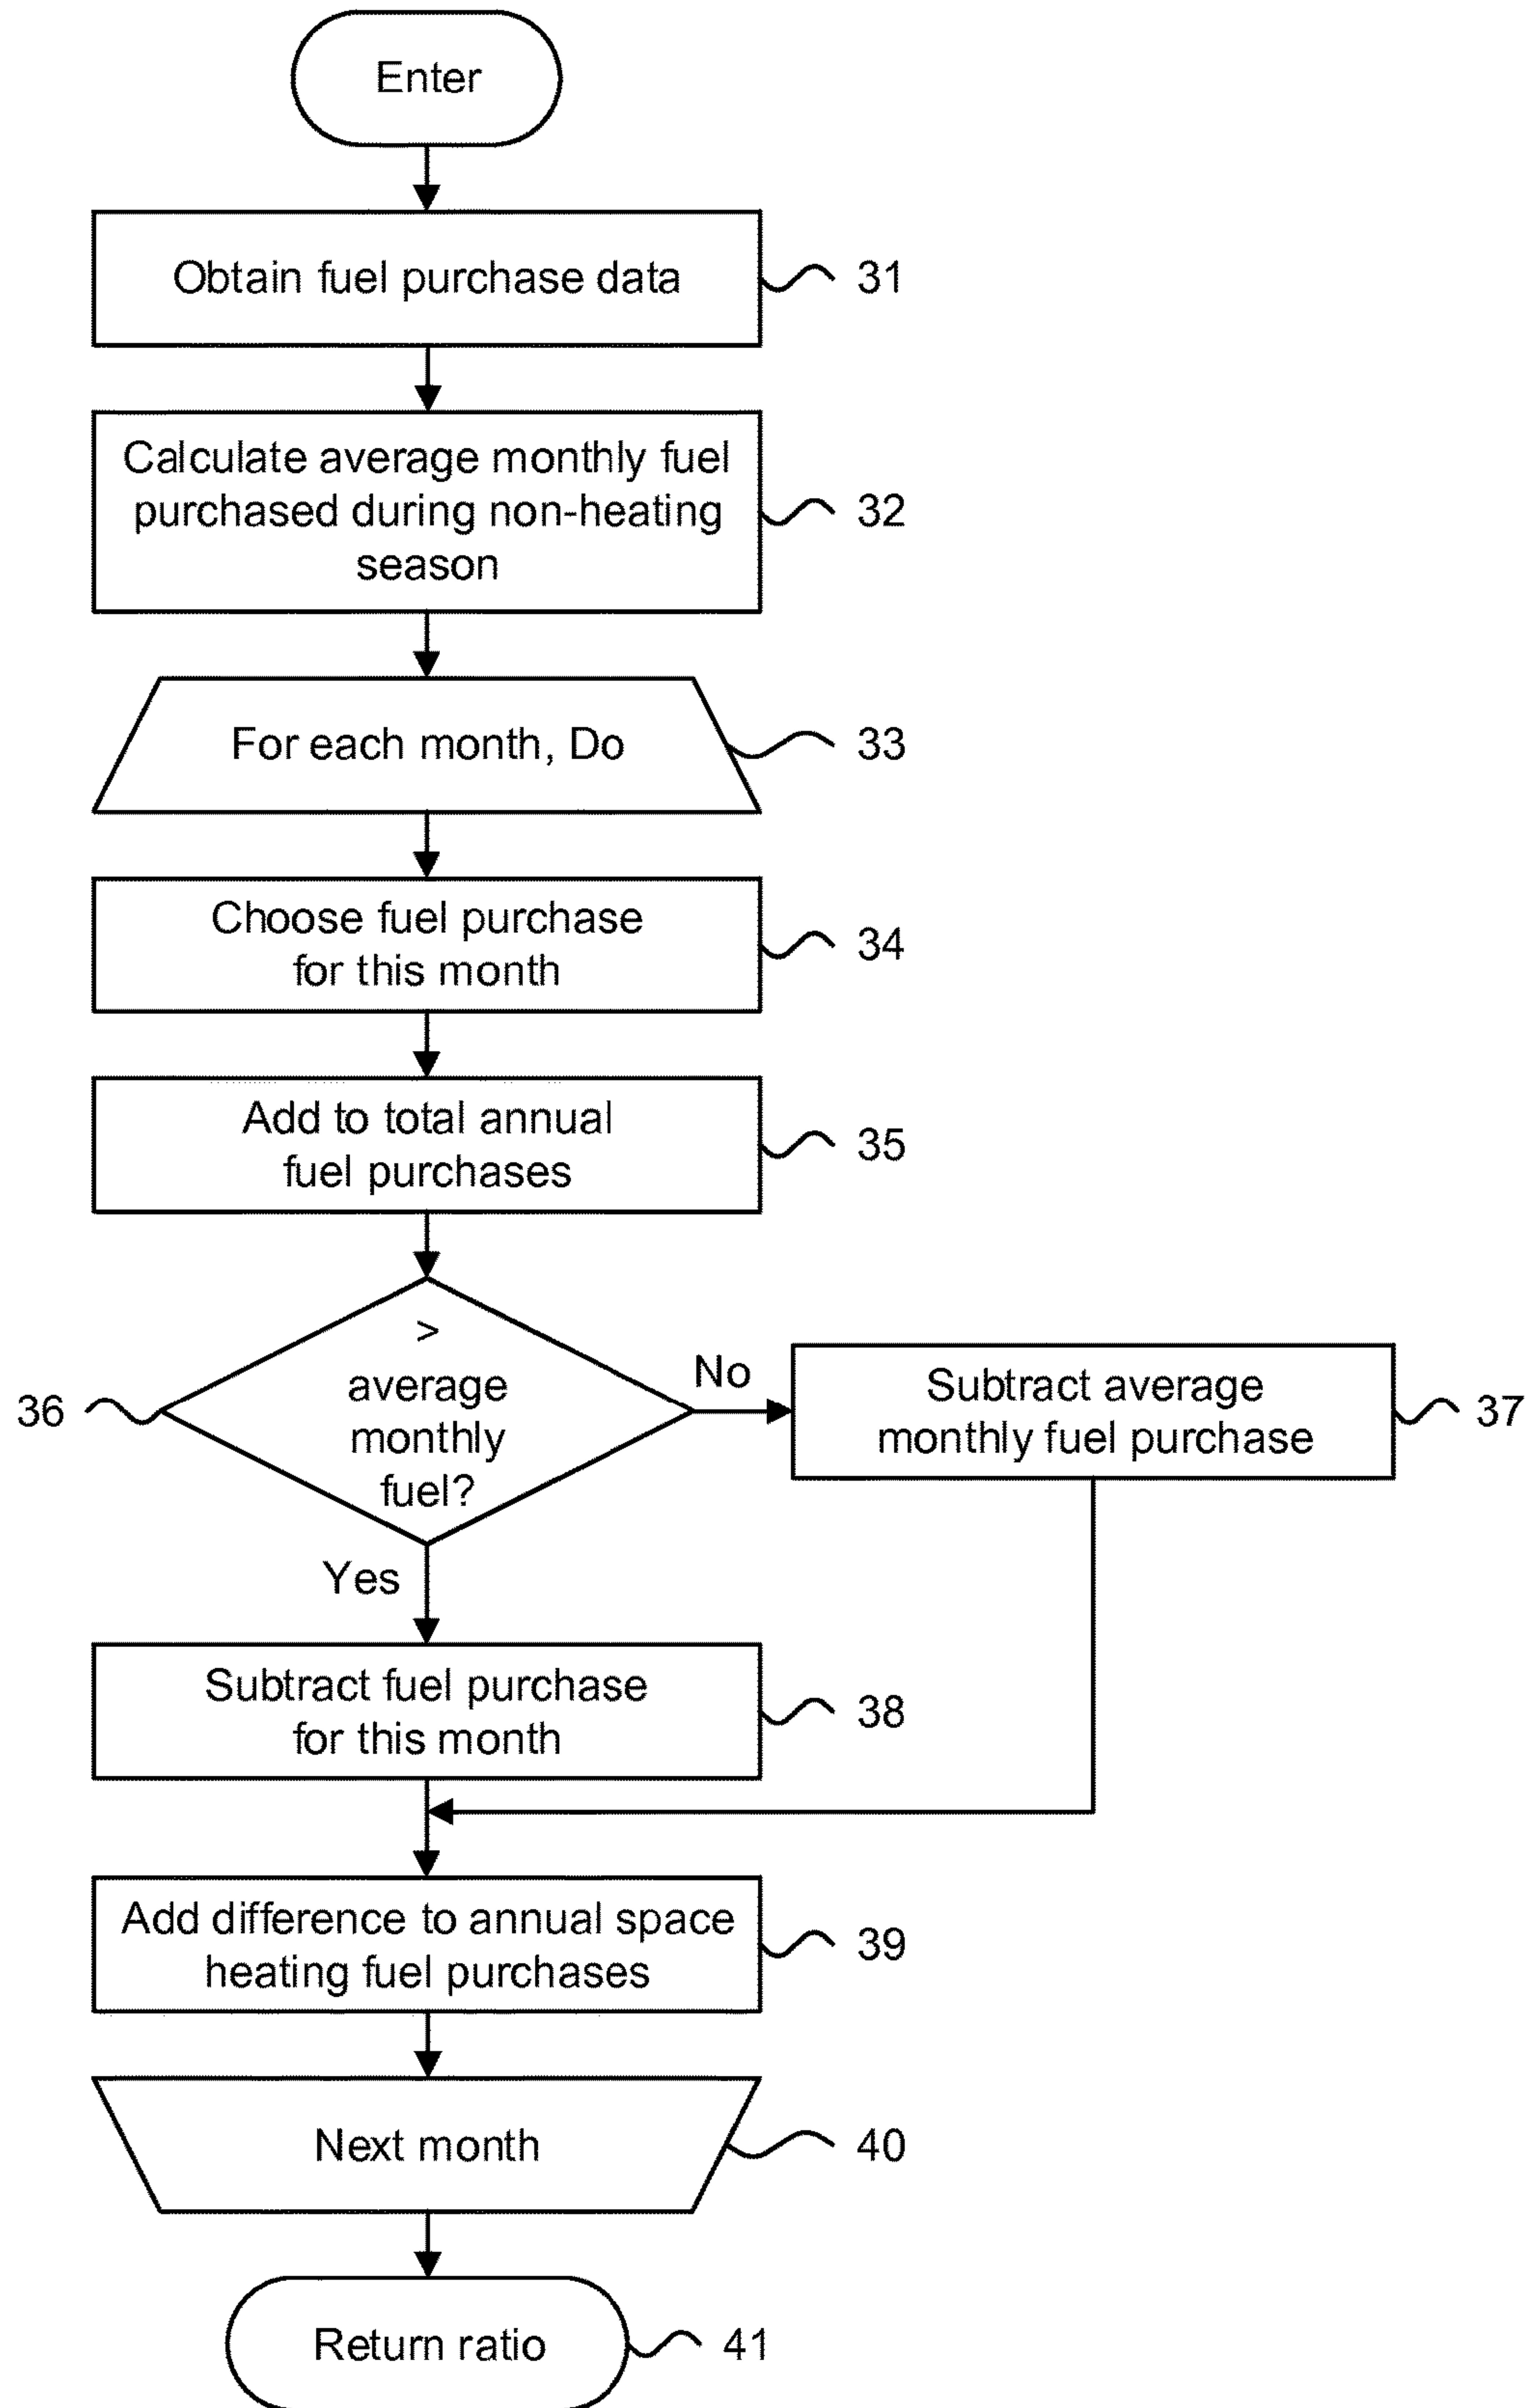 Enter
Obtain fuel purchase data
31
Calculate average monthly fuel
purchased during non-heating
season
32
For each month, Do
33
Choose fuel purchase
for this month
34
Add to total annual
fuel purchases
35
>
average
monthly
fuel?
36
No
Subtract average
monthly fuel purchase
37
Yes
Subtract fuel purchase
for this month
38
Add difference to annual space
heating fuel purchases
39
Next month
40
Return ratio
41